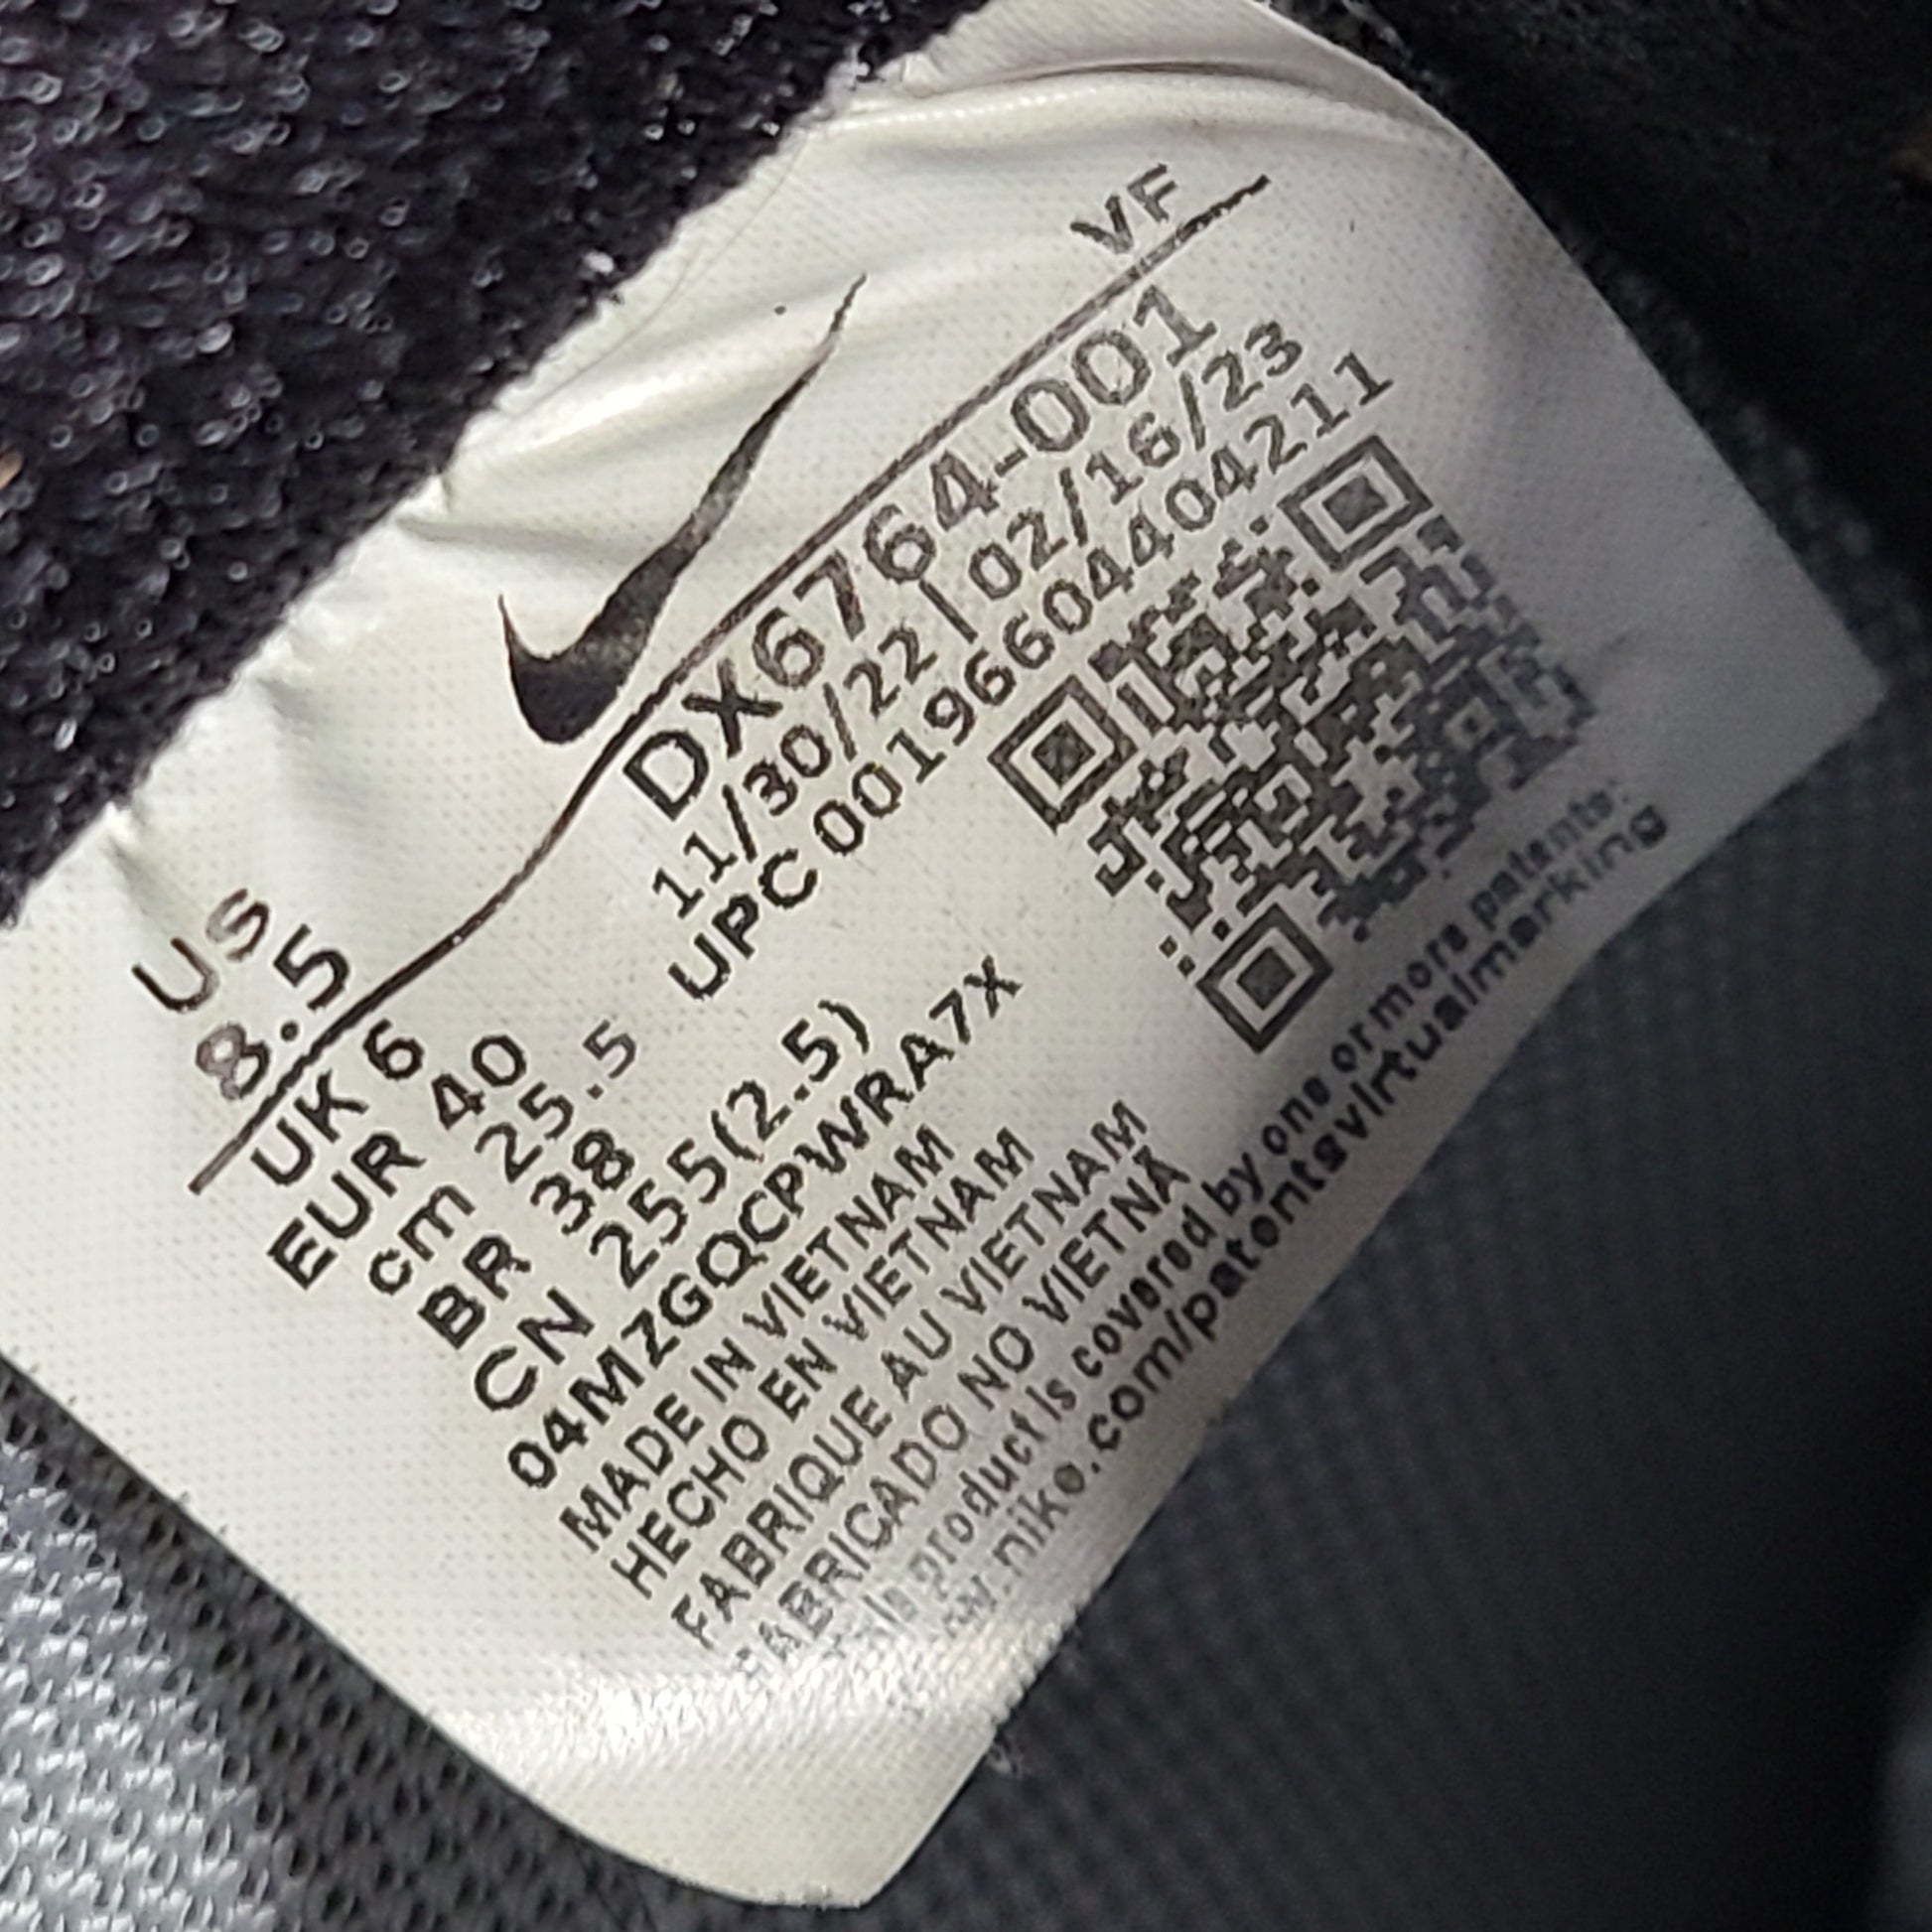 VF
US
8.5
UK 6
EUR 40
cm 25.5
BR 38
CN 255(2.5)
04MZGQCPWRA7X
MADE IN VIETNAM
HECHO EN VIETNAM
FABRIQUE AU VIETNAM
FABRICADO NO VIETNÃ
This product is covered by one or more patents:
nike.com/patentsvirtualmarking
DX6764-001
11/30/22 | 02/16/23
UPC 00196604404211